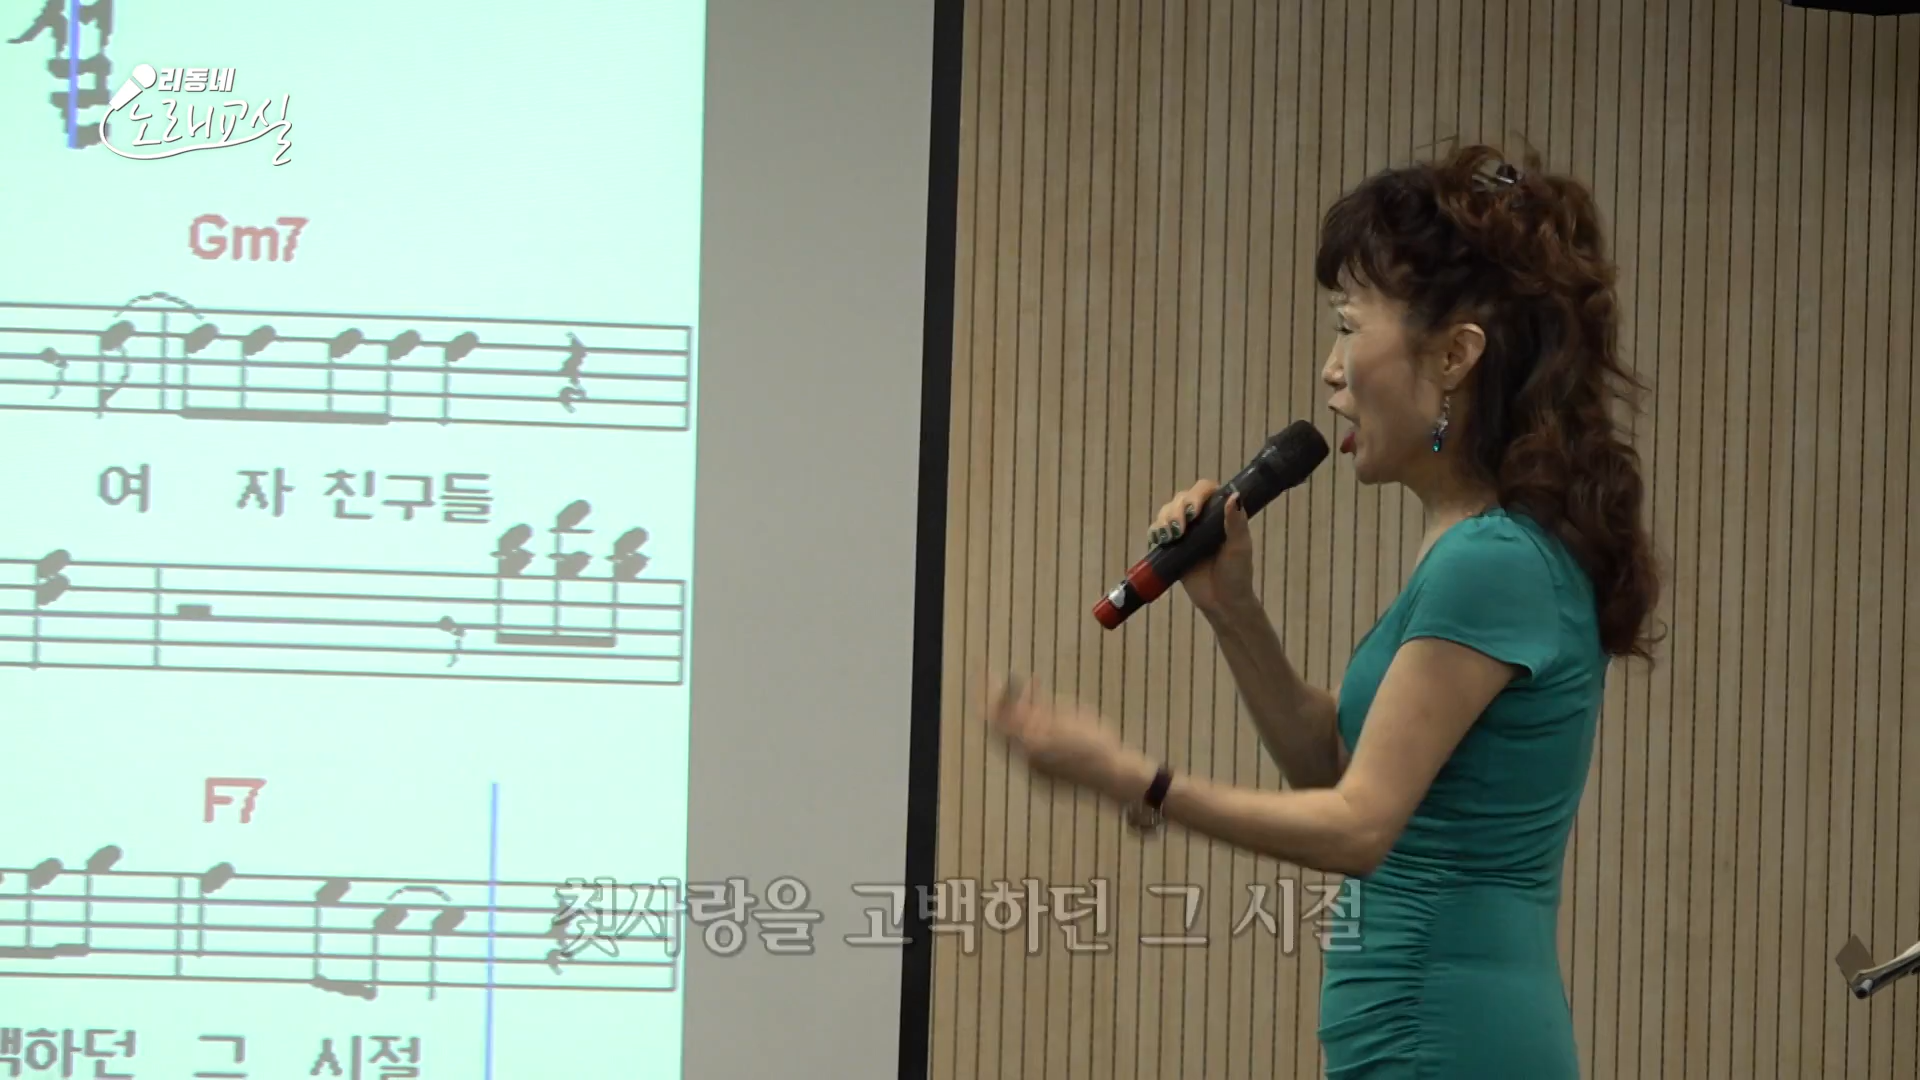 우리동네
노래교실
Gm7
여 자 친구들
F7
첫사랑을 고백하던 그 시절
백하던 그 시절